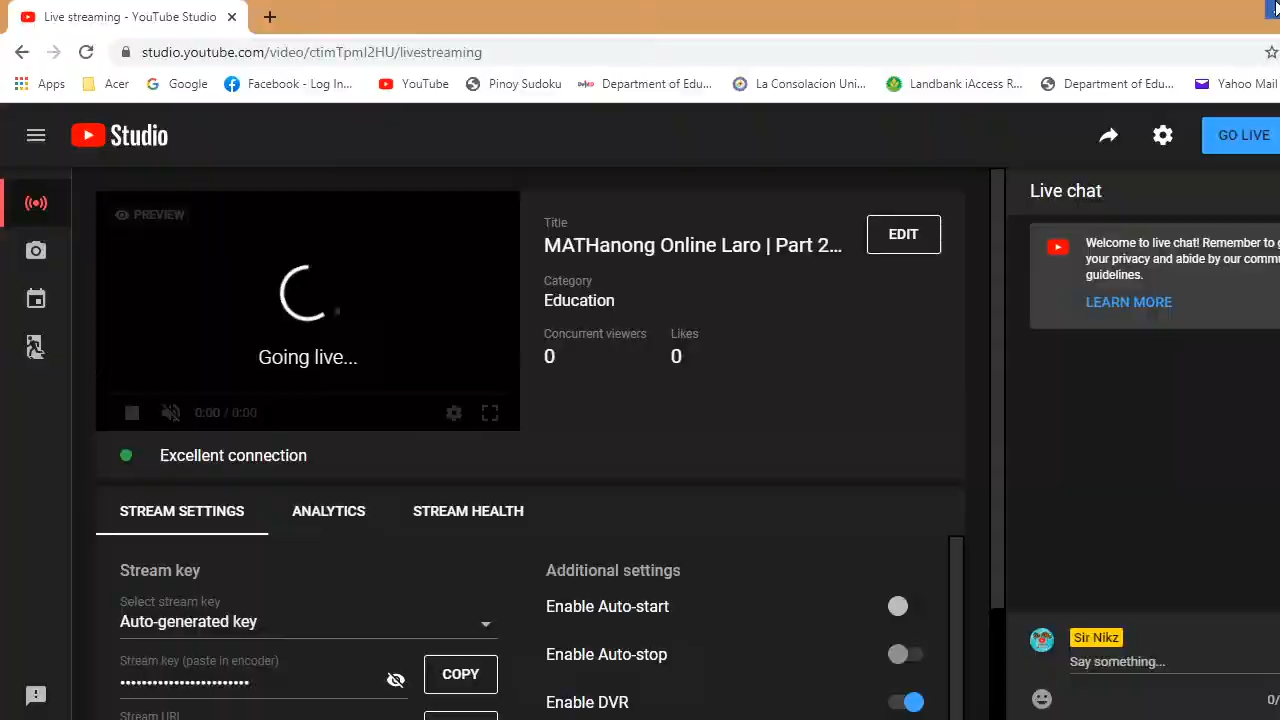 Live streaming - YouTube Studio
studio.youtube.com/video/ctimTpmI2HU/livestreaming
Apps Acer Google Facebook - Log In... YouTube Pinoy Sudoku Department of Edu... La Consolacion Uni... Landbank iAccess R... Department of Edu... Yahoo Mail
Studio
GO LIVE
PREVIEW
Going live...
0:00 / 0:00
Title
MATHanong Online Laro | Part 2...
EDIT
Category
Education
Concurrent viewers Likes
0 0
Excellent connection
STREAM SETTINGS ANALYTICS STREAM HEALTH
Stream key
Select stream key
Auto-generated key
Stream key (paste in encoder)
COPY
Stream URL
Additional settings
Enable Auto-start
Enable Auto-stop
Enable DVR
Live chat
Welcome to live chat! Remember to g
your privacy and abide by our commu
guidelines.
LEARN MORE
Sir Nikz
Say something...
0/